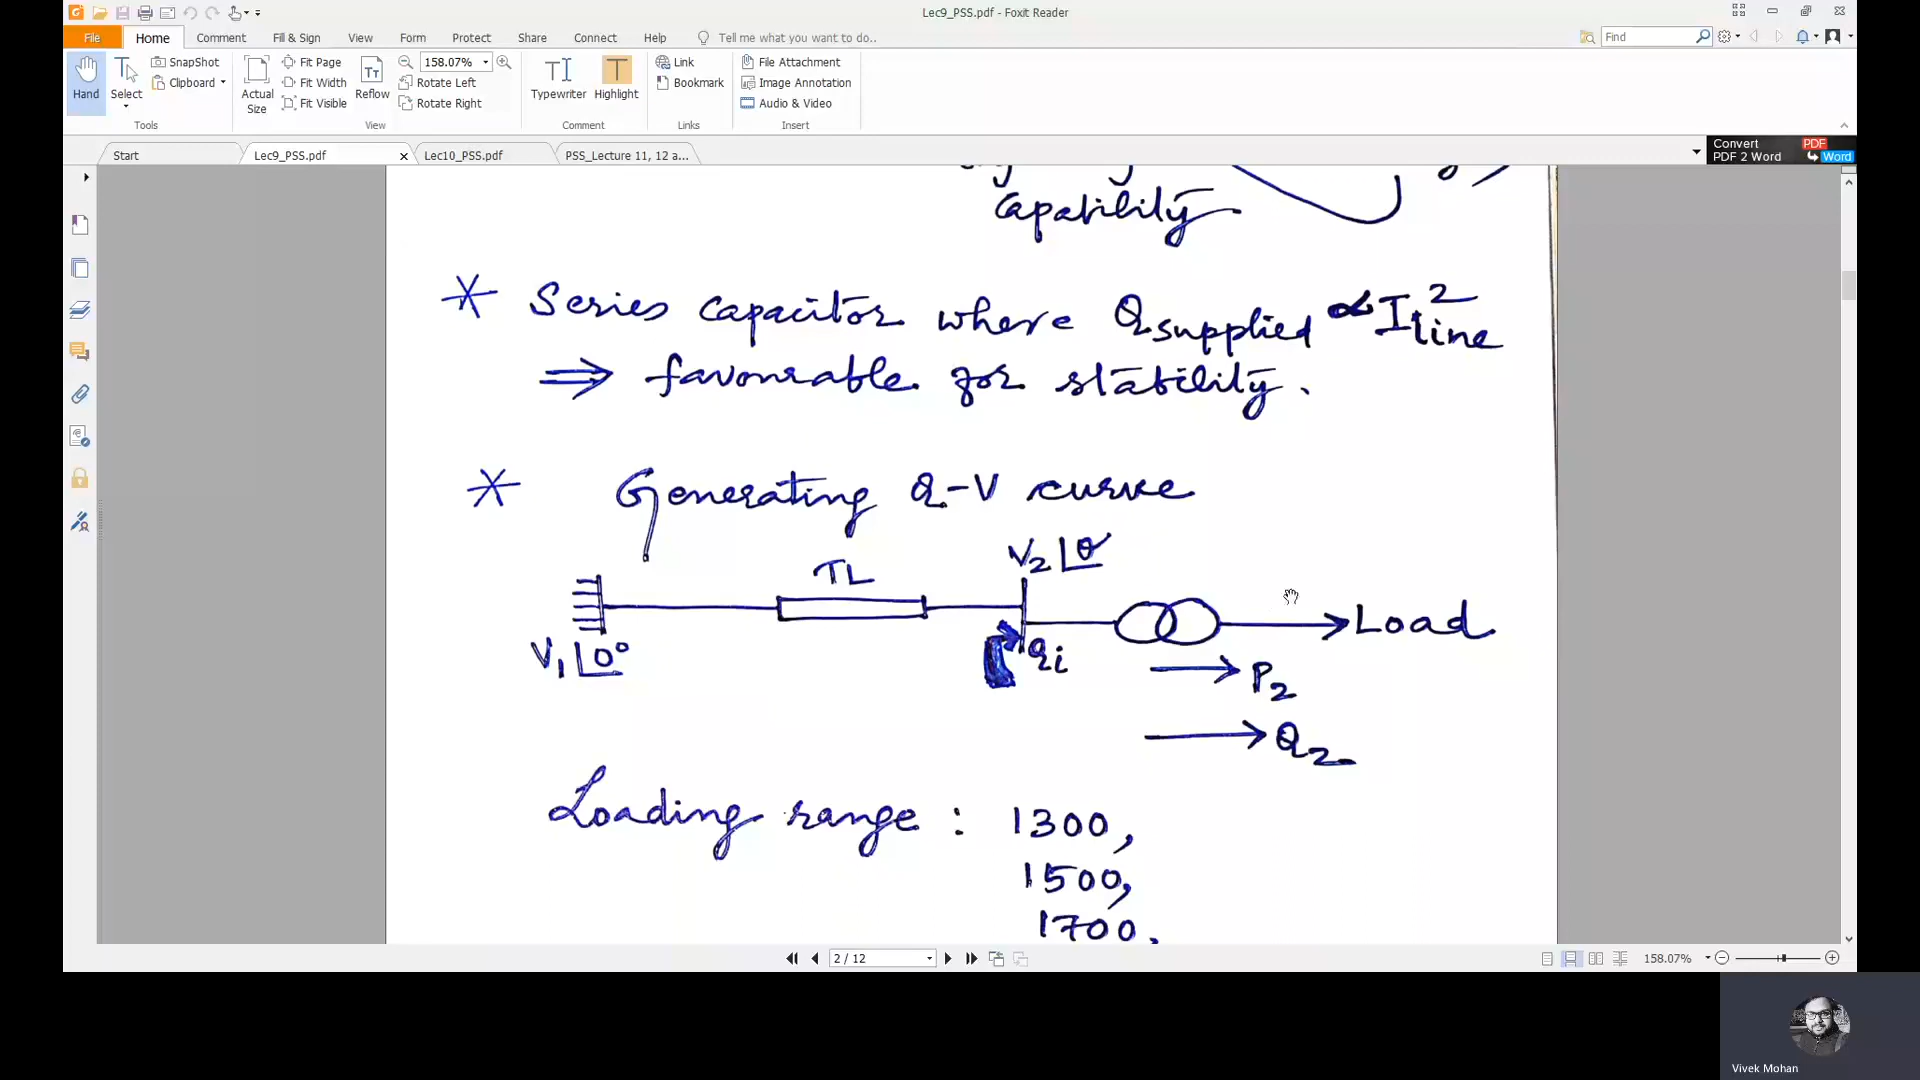 Lec9_PSS.pdf - Foxit Reader
File Home Comment Fill & Sign View Form Protect Share Connect Help Tell me what you want to do.. Find
Hand
Select
SnapShot
Clipboard
Actual Size
Fit Page
Fit Width
Fit Visible
Reflow
158.07%
Rotate Left
Rotate Right
Typewriter
Highlight
Link
Bookmark
File Attachment
Image Annotation
Audio & Video
Tools View Comment Links Insert
Start Lec9_PSS.pdf Lec10_PSS.pdf PSS_Lecture 11, 12 a...
Convert PDF
PDF 2 Word Word
Capability
* Series capacitor where Qsupplied ∝ I²line
⇒ favourable for stability.
* Generating Q-V curve
TL V2∠θ
V1∠0° Qi Load
P2
Q2
Loading range : 1300,
1500,
1700,
2 / 12 158.07%
Vivek Mohan